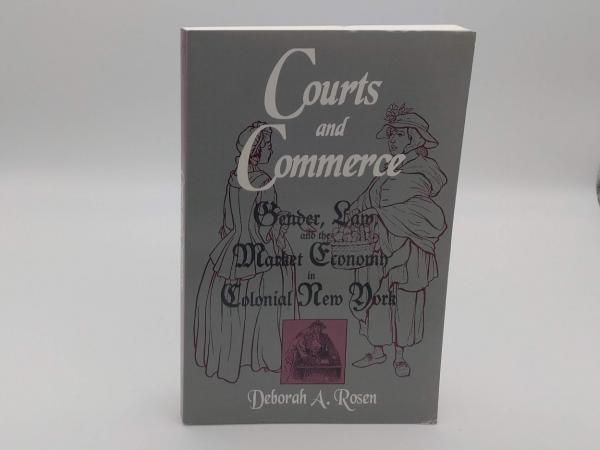 Courts
and
Commerce
Gender, Law,
and the
Market Economy
in
Colonial New York
Deborah A. Rosen